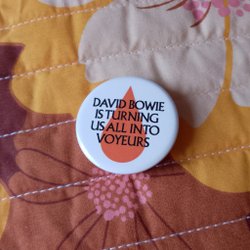 DAVID BOWIE
IS TURNING
US ALL INTO
VOYEURS